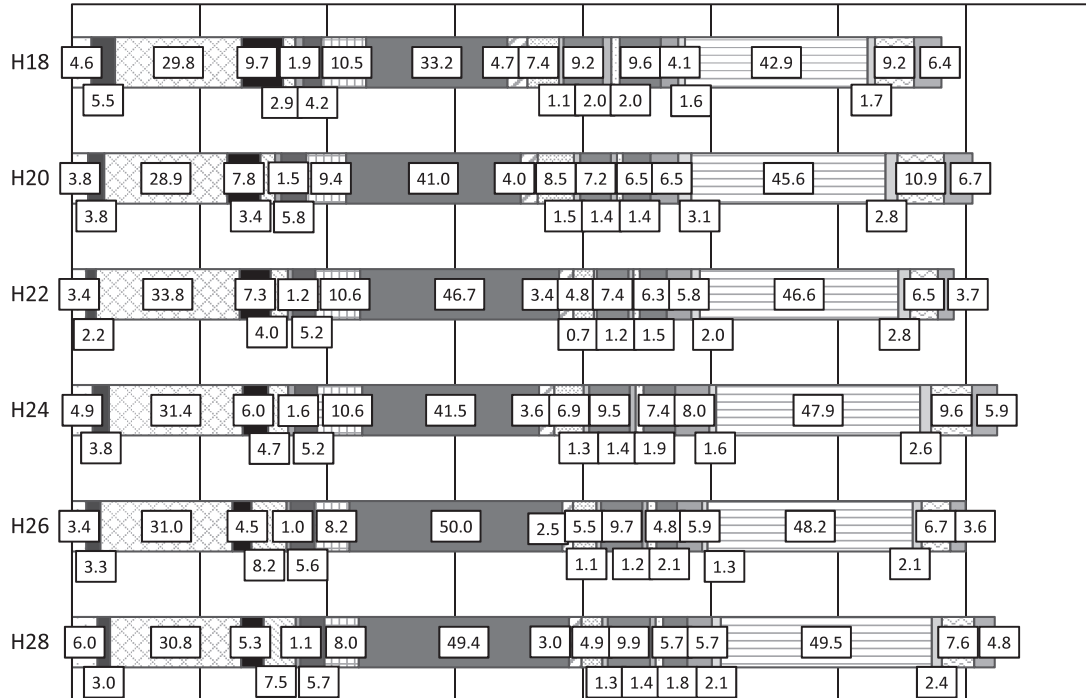 H18 4.6 29.8 9.7 1.9 10.5 33.2 4.7 7.4 9.2 9.6 4.1 42.9 9.2 6.4
5.5 2.9 4.2 1.1 2.0 2.0 1.6 1.7
H20 3.8 28.9 7.8 1.5 9.4 41.0 4.0 8.5 7.2 6.5 6.5 45.6 10.9 6.7
3.8 3.4 5.8 1.5 1.4 1.4 3.1 2.8
H22 3.4 33.8 7.3 1.2 10.6 46.7 3.4 4.8 7.4 6.3 5.8 46.6 6.5 3.7
2.2 4.0 5.2 0.7 1.2 1.5 2.0 2.8
H24 4.9 31.4 6.0 1.6 10.6 41.5 3.6 6.9 9.5 7.4 8.0 47.9 9.6 5.9
3.8 4.7 5.2 1.3 1.4 1.9 1.6 2.6
H26 3.4 31.0 4.5 1.0 8.2 50.0 2.5 5.5 9.7 4.8 5.9 48.2 6.7 3.6
3.3 8.2 5.6 1.1 1.2 2.1 1.3 2.1
H28 6.0 30.8 5.3 1.1 8.0 49.4 3.0 4.9 9.9 5.7 5.7 49.5 7.6 4.8
3.0 7.5 5.7 1.3 1.4 1.8 2.1 2.4